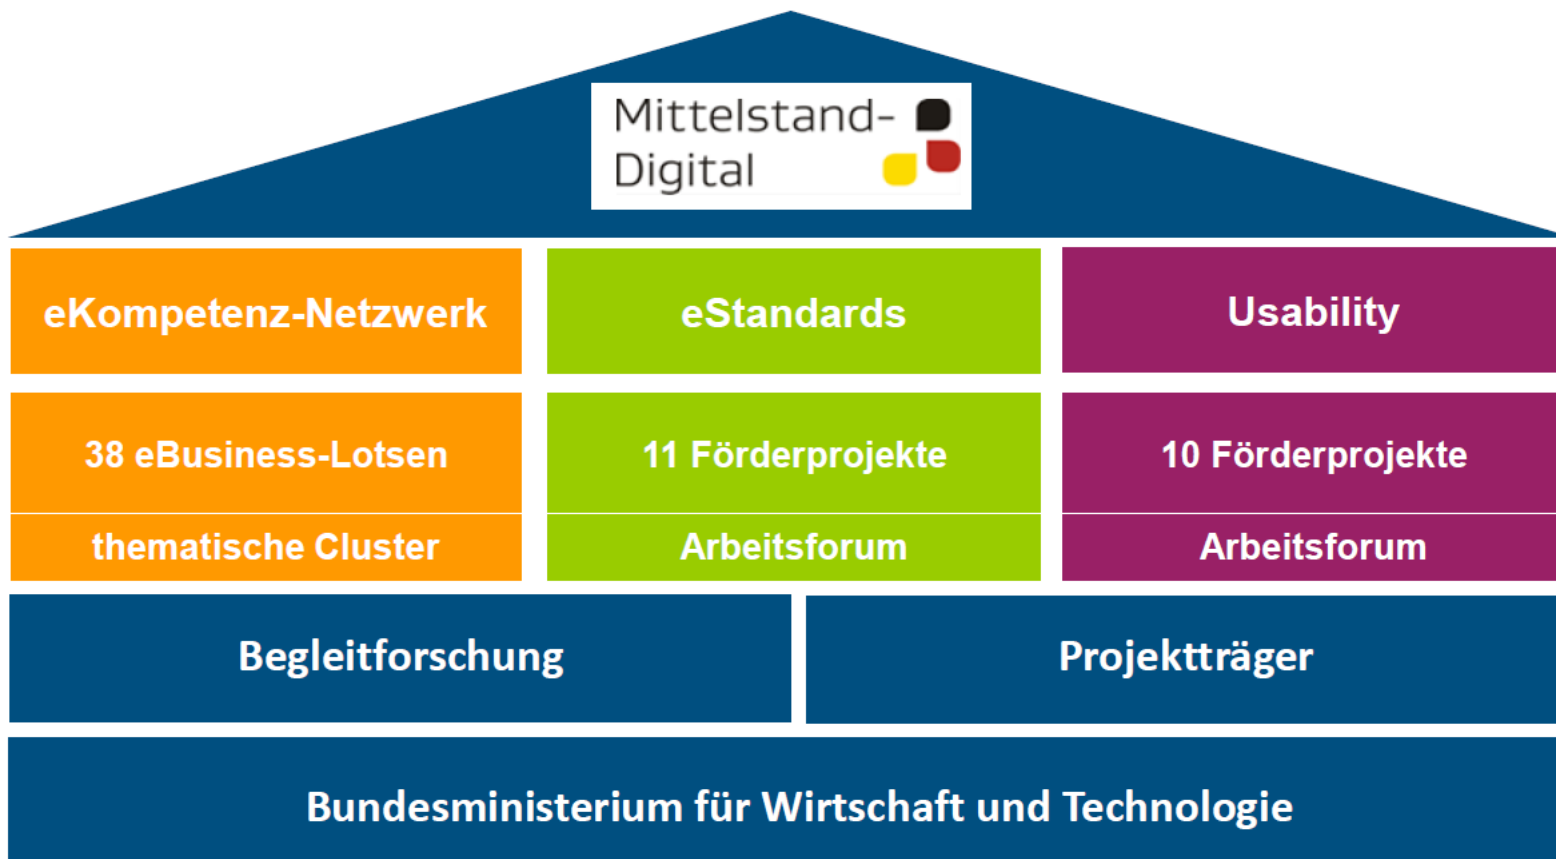 Mittelstand-
Digital
eKompetenz-Netzwerk
eStandards
Usability
38 eBusiness-Lotsen
11 Förderprojekte
10 Förderprojekte
thematische Cluster
Arbeitsforum
Arbeitsforum
Begleitforschung
Projektträger
Bundesministerium für Wirtschaft und Technologie